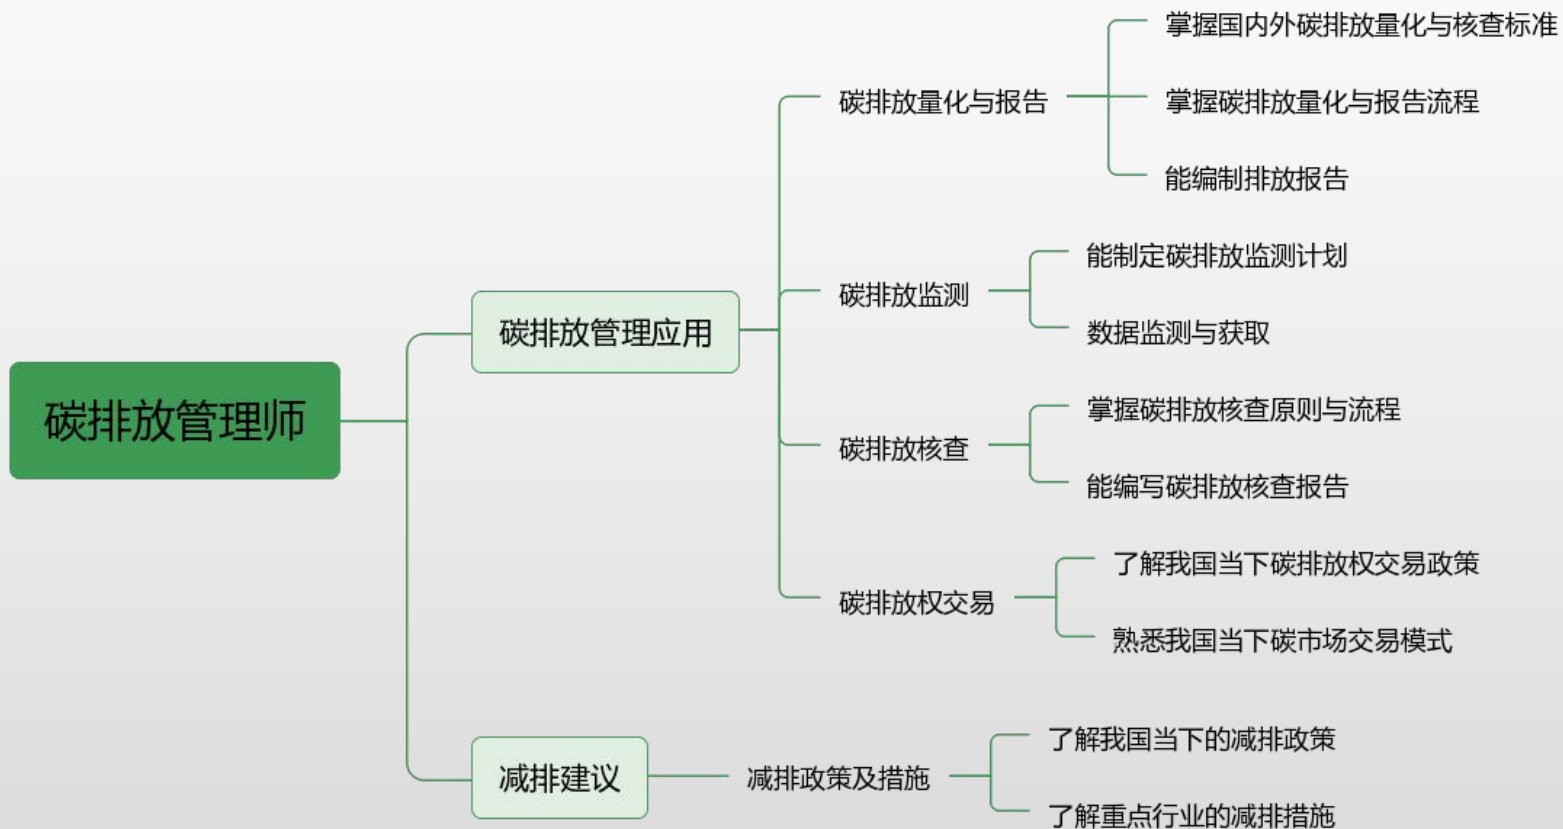 碳排放管理师
碳排放管理应用
碳排放量化与报告
掌握国内外碳排放量化与核查标准
掌握碳排放量化与报告流程
能编制排放报告
碳排放监测
能制定碳排放监测计划
数据监测与获取
碳排放核查
掌握碳排放核查原则与流程
能编写碳排放核查报告
碳排放权交易
了解我国当下碳排放权交易政策
熟悉我国当下碳市场交易模式
减排建议
减排政策及措施
了解我国当下的减排政策
了解重点行业的减排措施